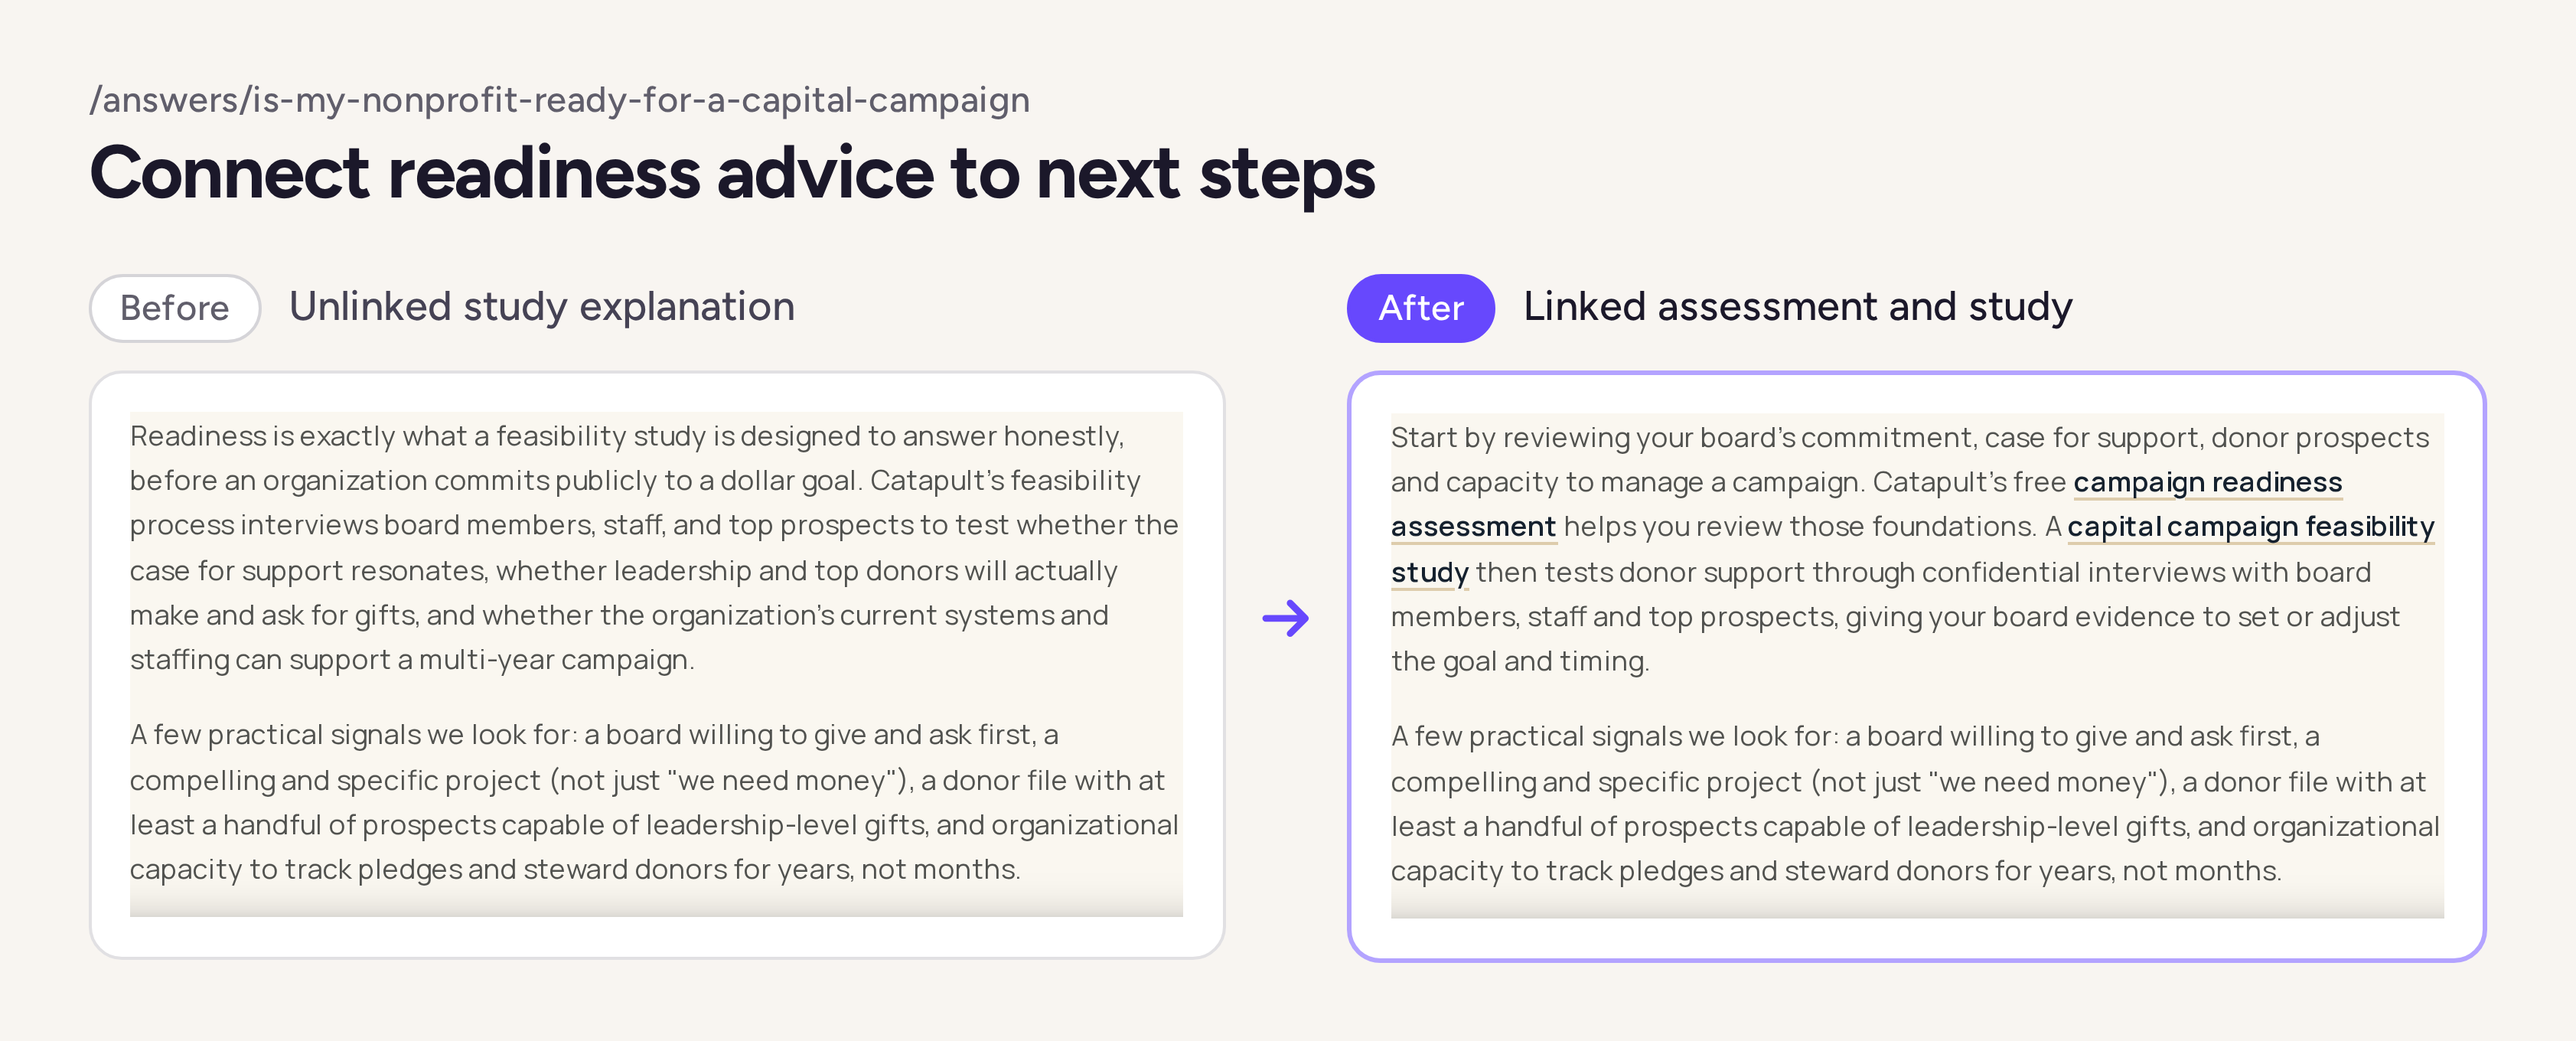 /answers/is-my-nonprofit-ready-for-a-capital-campaign
Connect readiness advice to next steps
Before Unlinked study explanation
Readiness is exactly what a feasibility study is designed to answer honestly,
before an organization commits publicly to a dollar goal. Catapult’s feasibility
process interviews board members, staff, and top prospects to test whether the
case for support resonates, whether leadership and top donors will actually
make and ask for gifts, and whether the organization’s current systems and
staffing can support a multi-year campaign.
A few practical signals we look for: a board willing to give and ask first, a
compelling and specific project (not just "we need money"), a donor file with at
least a handful of prospects capable of leadership-level gifts, and organizational
capacity to track pledges and steward donors for years, not months.
After Linked assessment and study
Start by reviewing your board’s commitment, case for support, donor prospects
and capacity to manage a campaign. Catapult’s free campaign readiness
assessment helps you review those foundations. A capital campaign feasibility
study then tests donor support through confidential interviews with board
members, staff and top prospects, giving your board evidence to set or adjust
the goal and timing.
A few practical signals we look for: a board willing to give and ask first, a
compelling and specific project (not just "we need money"), a donor file with at
least a handful of prospects capable of leadership-level gifts, and organizational
capacity to track pledges and steward donors for years, not months.